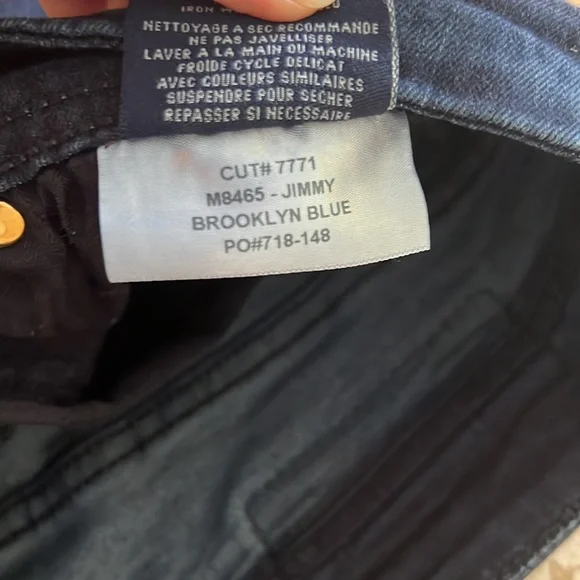 IRON
NETTOYAGE A SEC RECOMMANDE
NE PAS JAVELLISER
LAVER A LA MAIN OU MACHINE
FROIDE CYCLE DELICAT
AVEC COULEURS SIMILAIRES
SUSPENDRE POUR SECHER
REPASSER SI NECESSAIRE
CUT# 7771
M8465 - JIMMY
BROOKLYN BLUE
PO#718-148